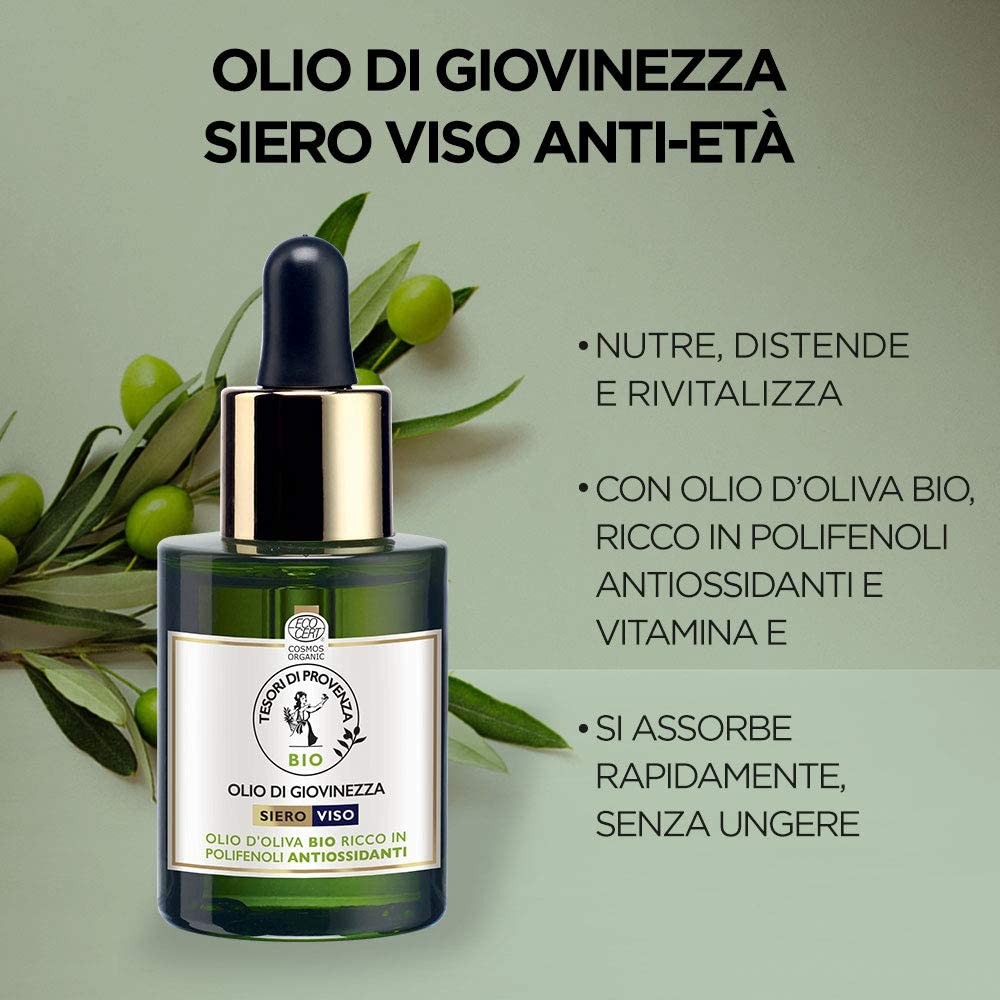 OLIO DI GIOVINEZZA
SIERO VISO ANTI-ETÀ
• NUTRE, DISTENDE
E RIVITALIZZA
• CON OLIO D'OLIVA BIO,
RICCO IN POLIFENOLI
ANTIOSSIDANTI E
VITAMINA E
• SI ASSORBE
RAPIDAMENTE,
SENZA UNGERE
ECO
CERT®
COSMOS
ORGANIC
TESORI DI PROVENZA
BIO
OLIO DI GIOVINEZZA
SIERO VISO
OLIO D'OLIVA BIO RICCO IN
POLIFENOLI ANTIOSSIDANTI